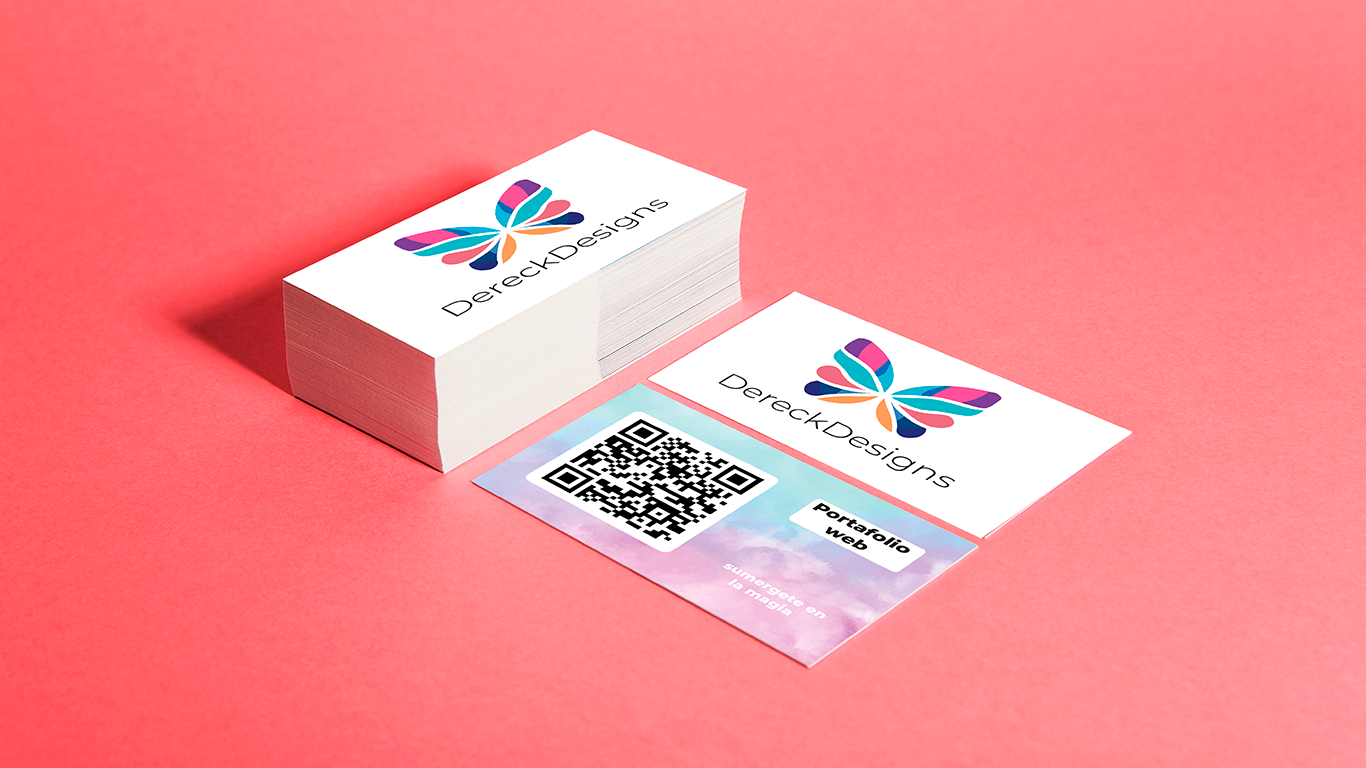 DereckDesigns
DereckDesigns
Portafolio
web
sumergete en
la magia